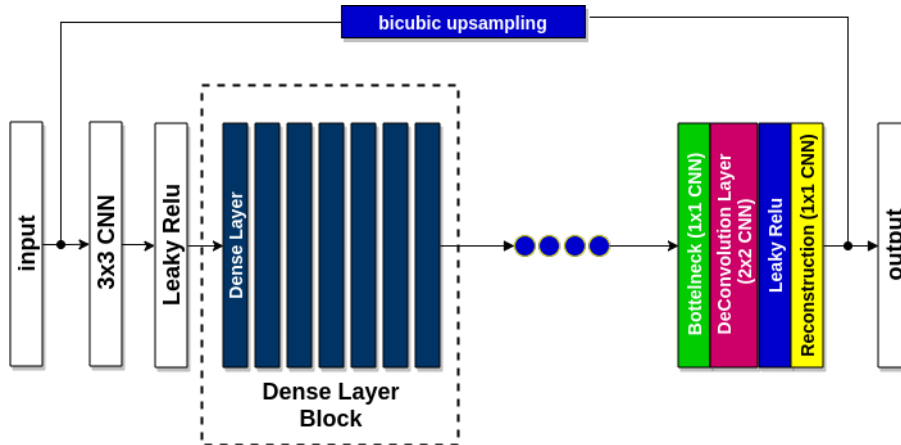 bicubic upsampling
input
3x3 CNN
Leaky Relu
Dense Layer
Dense Layer
Block
Bottelneck (1x1 CNN)
DeConvolution Layer
(2x2 CNN)
Leaky Relu
Reconstruction (1x1 CNN)
output